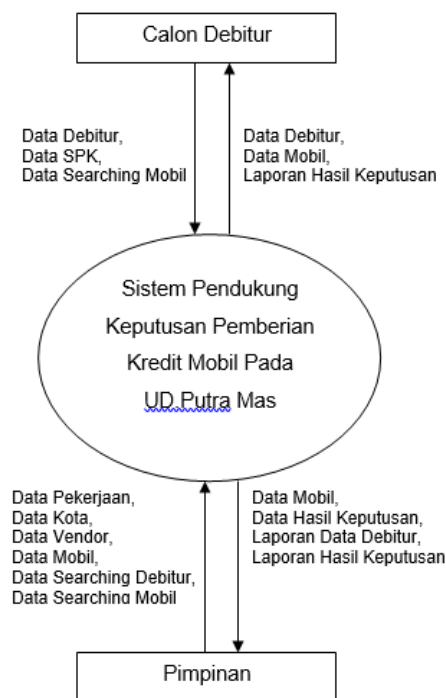 Calon Debitur
Data Debitur,
Data SPK,
Data Searching Mobil
Data Debitur,
Data Mobil,
Laporan Hasil Keputusan
Sistem Pendukung
Keputusan Pemberian
Kredit Mobil Pada
UD.Putra Mas
Data Pekerjaan,
Data Kota,
Data Vendor,
Data Mobil,
Data Searching Debitur,
Data Searching Mobil
Data Mobil,
Data Hasil Keputusan,
Laporan Data Debitur,
Laporan Hasil Keputusan
Pimpinan